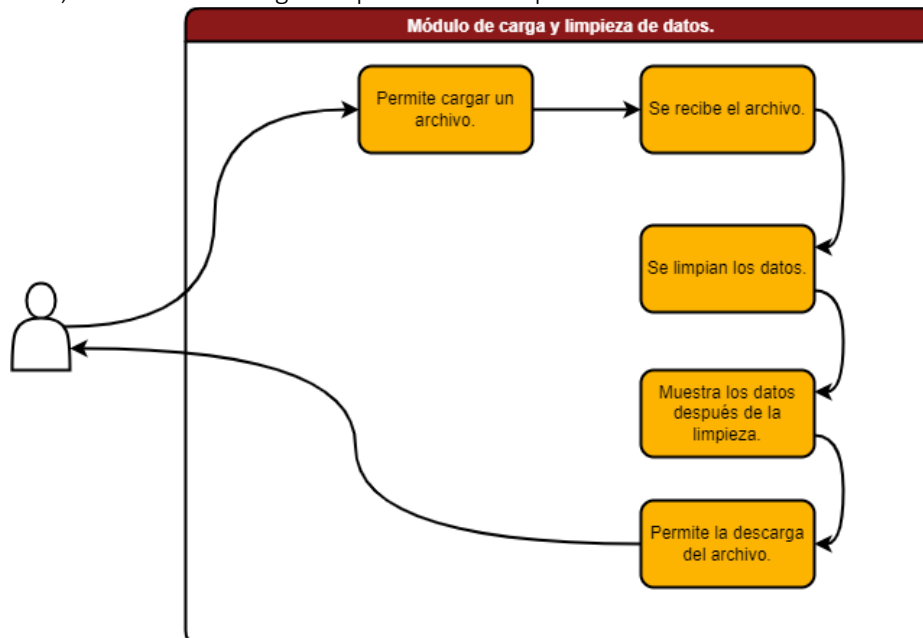 Módulo de carga y limpieza de datos.
Permite cargar un
archivo.
Se recibe el archivo.
Se limpian los datos.
Muestra los datos
después de la
limpieza.
Permite la descarga
del archivo.